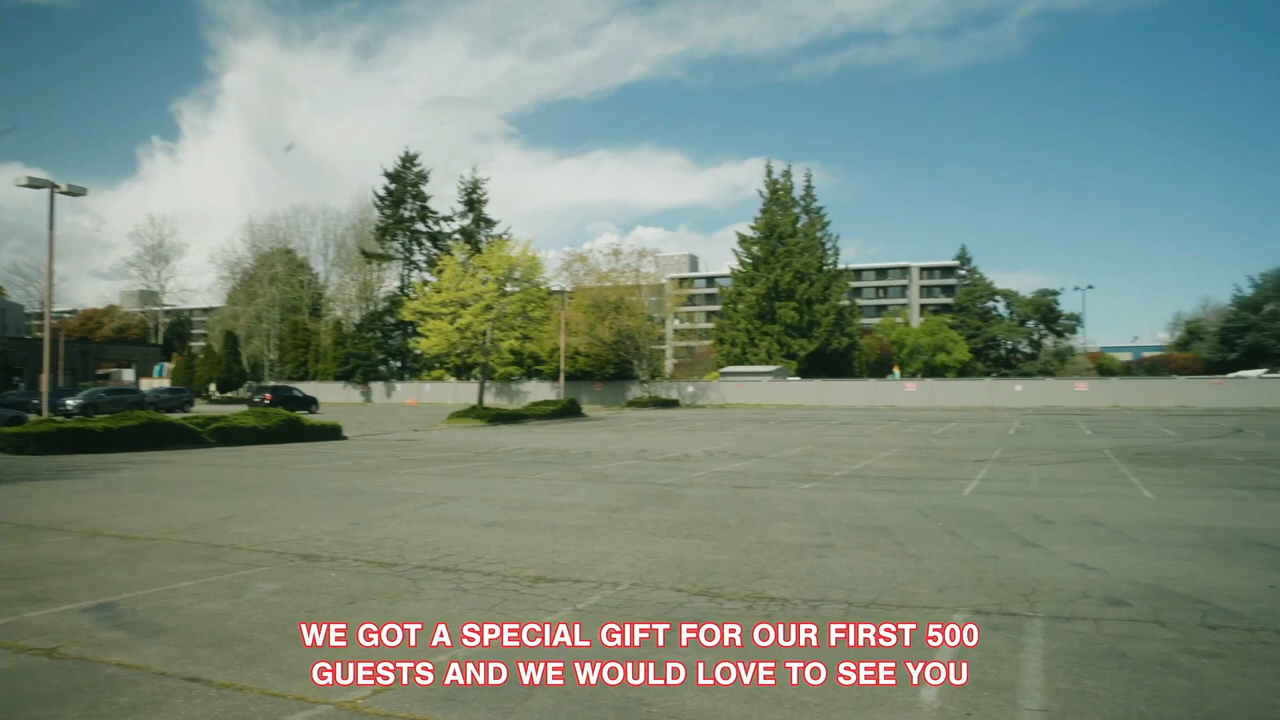 WE GOT A SPECIAL GIFT FOR OUR FIRST 500
GUESTS AND WE WOULD LOVE TO SEE YOU